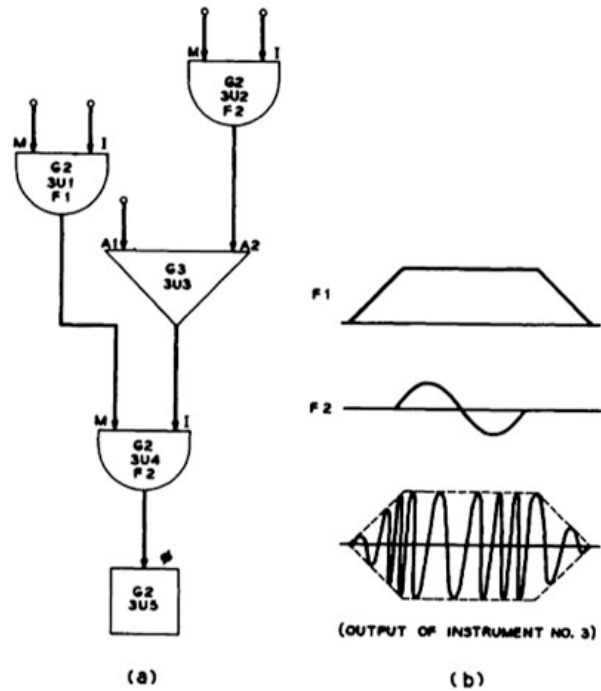 M I
G2
3U2
F2
M I
G2
3U1
F1
A1 A2
G3
3U3
M I
G2
3U4
F2
ϕ
G2
3U5
(a)
F1
F2
(OUTPUT OF INSTRUMENT NO. 3)
(b)